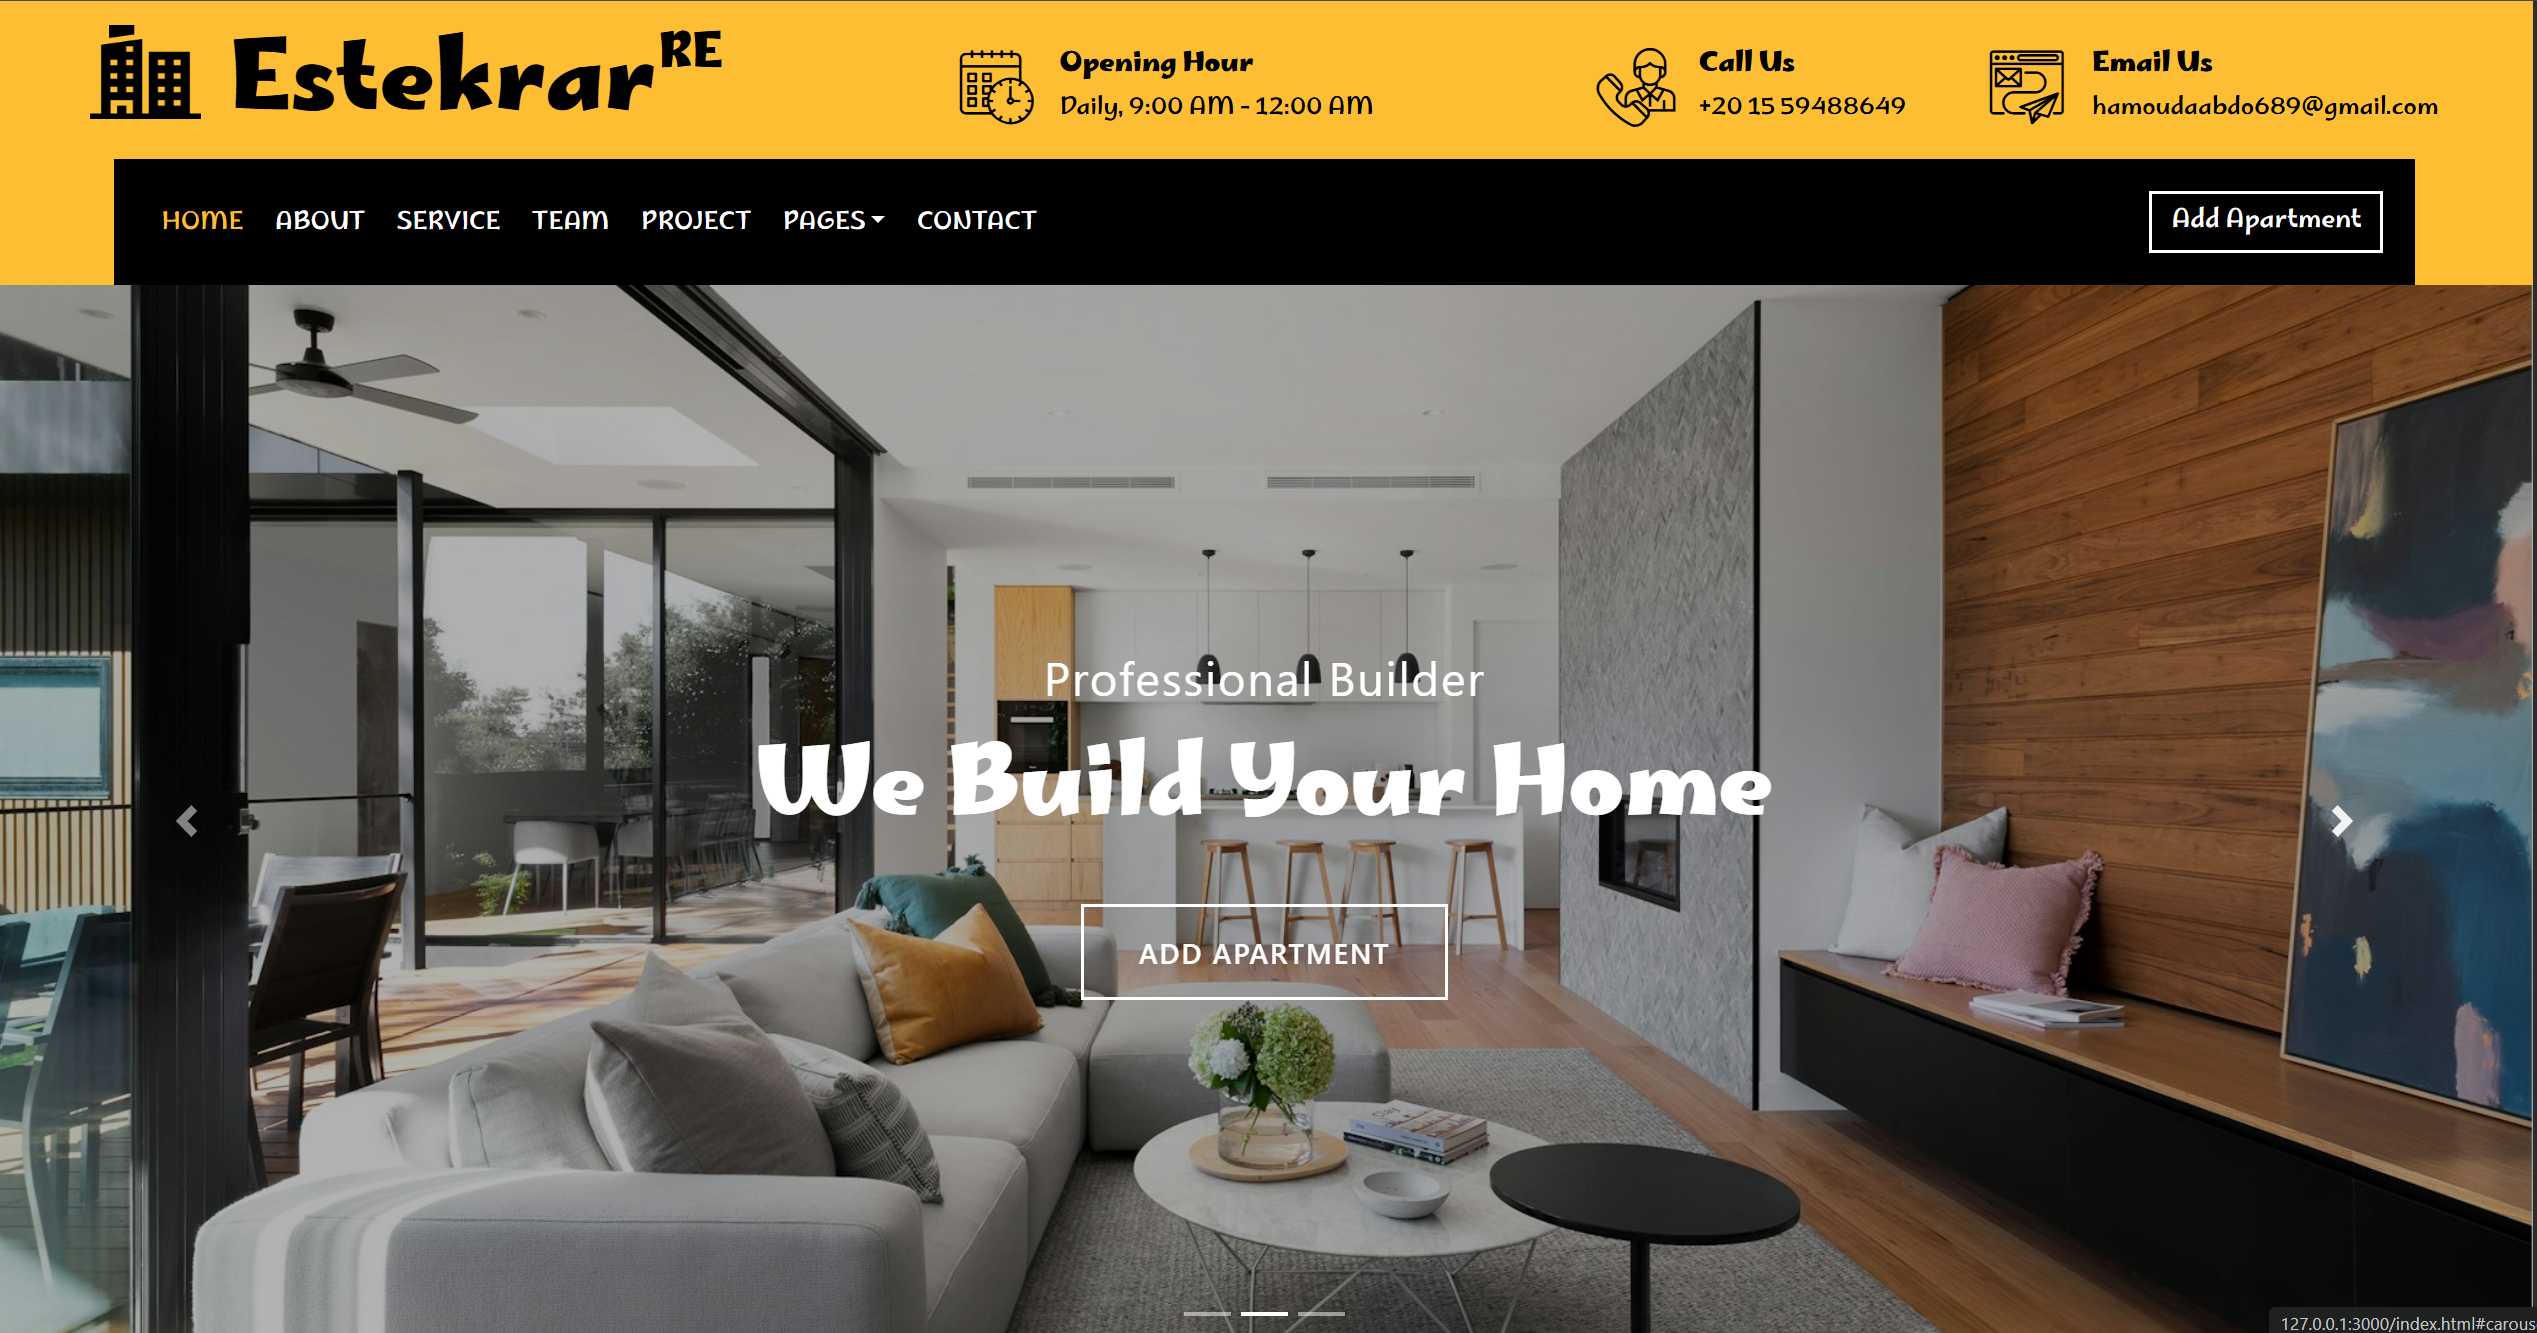 Estekrar RE
Opening Hour
Daily, 9:00 AM - 12:00 AM
Call Us
+20 15 59488649
Email Us
hamoudaabdo689@gmail.com
HOME ABOUT SERVICE TEAM PROJECT PAGES CONTACT
Add Apartment
Professional Builder
We Build Your Home
ADD APARTMENT
127.0.0.1:3000/index.html#carous